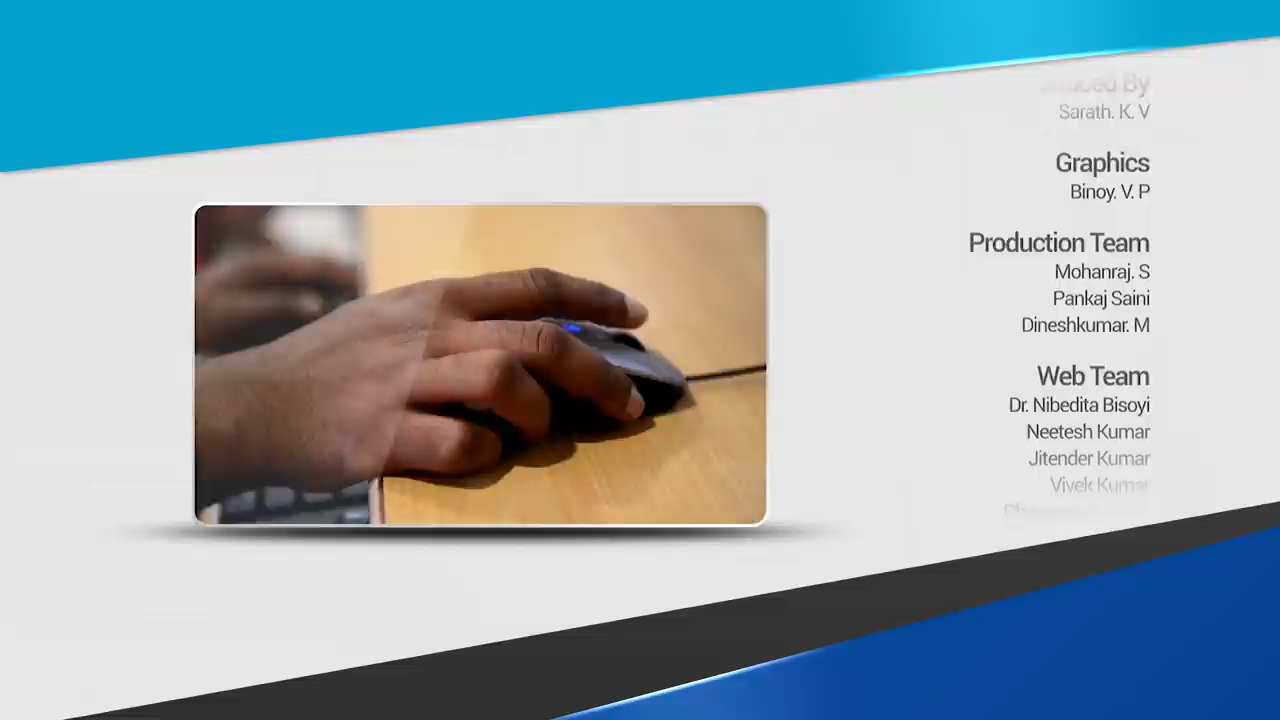 By
Sarath. K. V
Graphics
Binoy. V. P
Production Team
Mohanraj. S
Pankaj Saini
Dineshkumar. M
Web Team
Dr. Nibedita Bisoyi
Neetesh Kumar
Jitender Kumar
Vivek Kumar